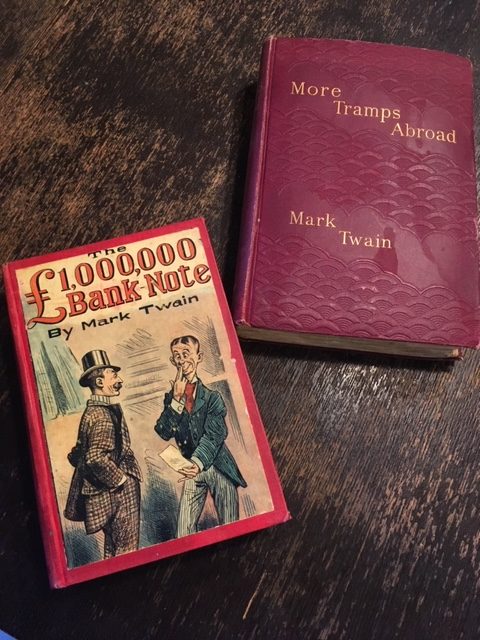 More
Tramps
Abroad
Mark
Twain
The
£1,000,000
Bank-Note
By Mark Twain